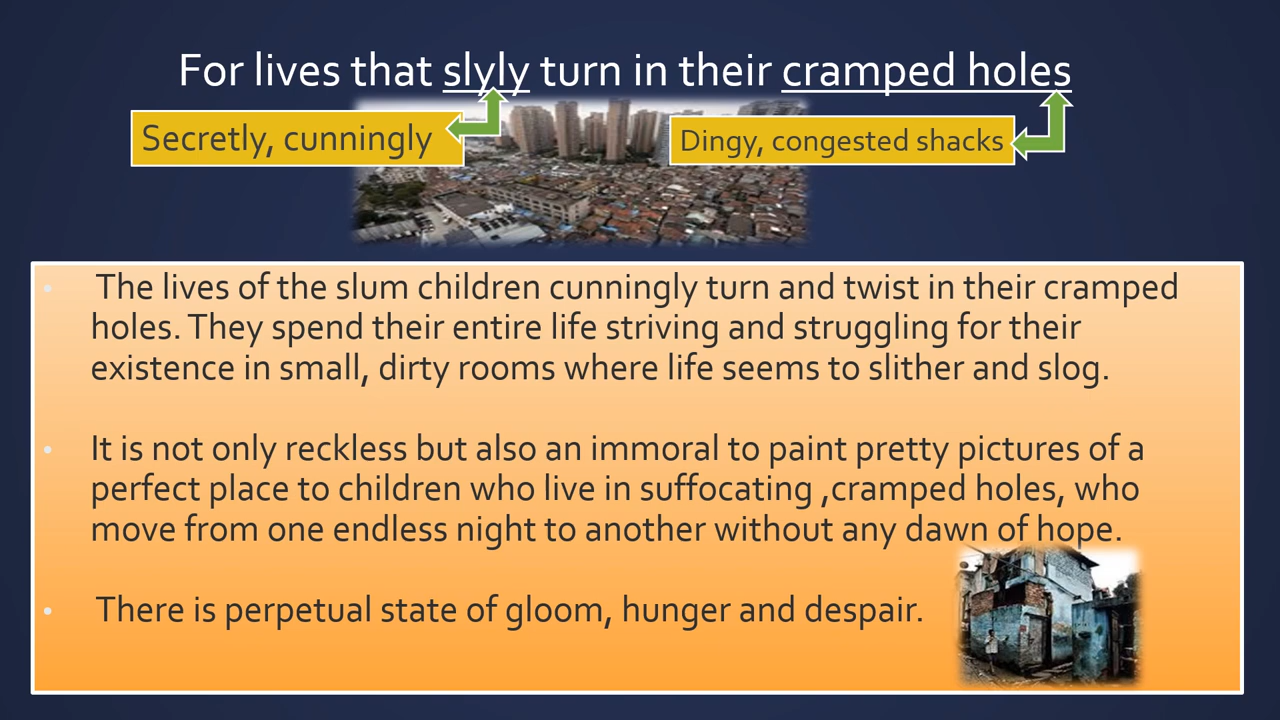 For lives that slyly turn in their cramped holes
Secretly, cunningly
Dingy, congested shacks
• The lives of the slum children cunningly turn and twist in their cramped
holes. They spend their entire life striving and struggling for their
existence in small, dirty rooms where life seems to slither and slog.
• It is not only reckless but also an immoral to paint pretty pictures of a
perfect place to children who live in suffocating ,cramped holes, who
move from one endless night to another without any dawn of hope.
• There is perpetual state of gloom, hunger and despair.